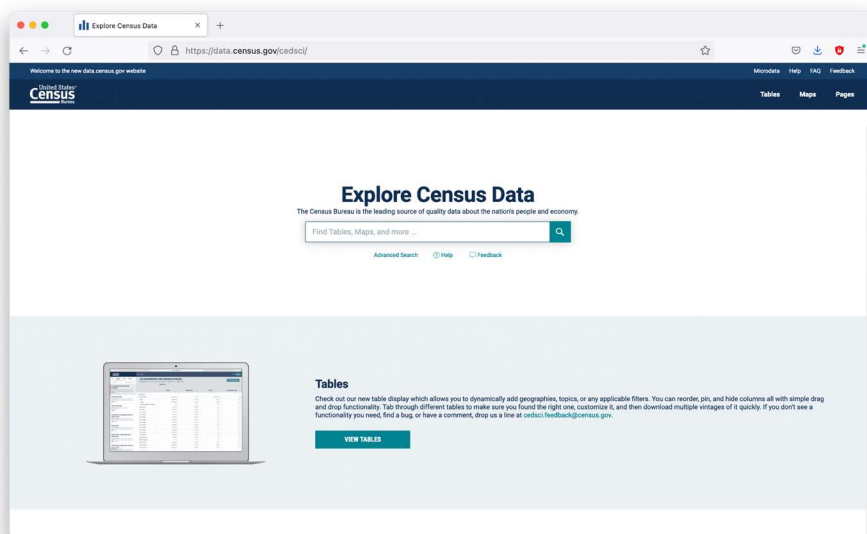 Explore Census Data
https://data.census.gov/cedsci/
Welcome to the new data.census.gov website
Microdata Help FAQ Feedback
United States®
Census
Bureau
Tables Maps Pages
Explore Census Data
The Census Bureau is the leading source of quality data about the nation's people and economy.
Find Tables, Maps, and more ...
Advanced Search Help Feedback
Tables
Check out our new table display which allows you to dynamically add geographies, topics, or any applicable filters. You can reorder, pin, and hide columns all with simple drag
and drop functionality. Tab through different tables to make sure you found the right one, customize it, and then download multiple vintages of it quickly. If you don't see a
functionality you need, find a bug, or have a comment, drop us a line at cedsci.feedback@census.gov.
VIEW TABLES